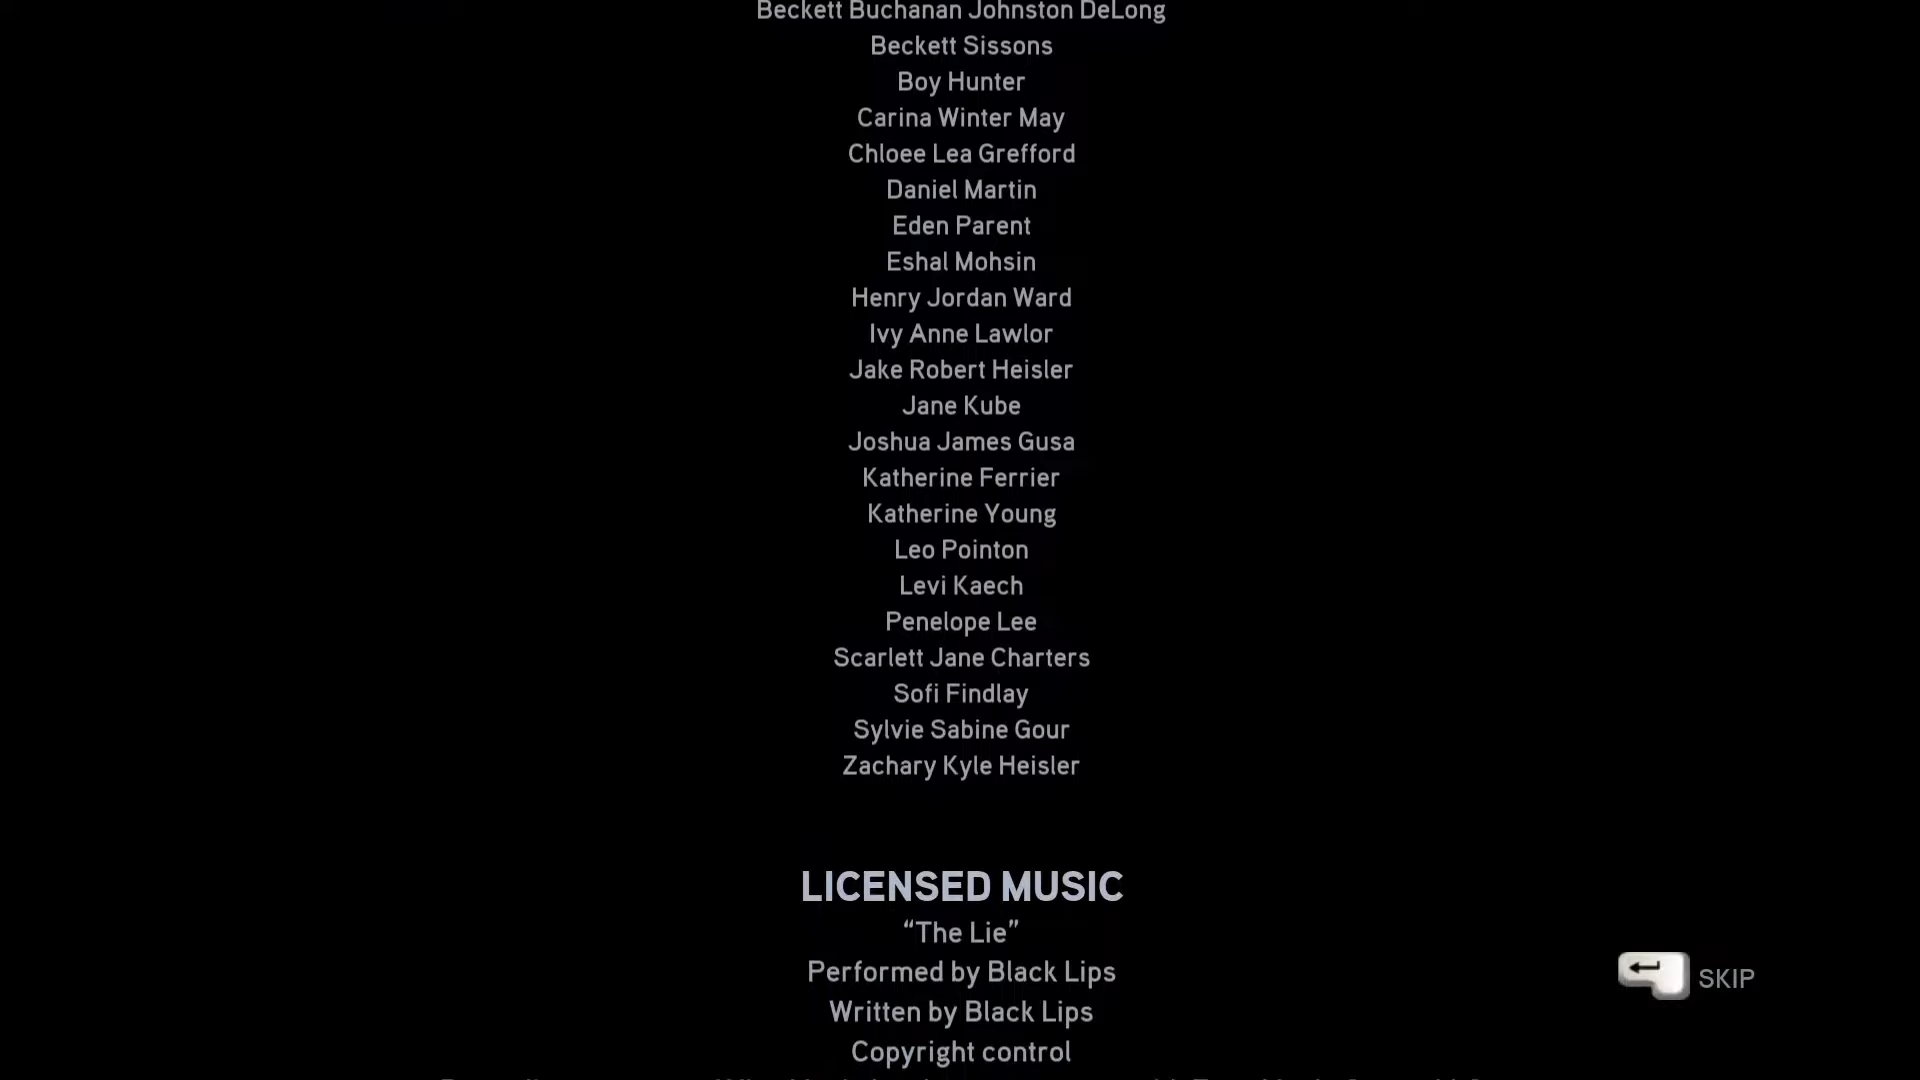 Beckett Buchanan Johnston DeLong
Beckett Sissons
Boy Hunter
Carina Winter May
Chloee Lea Grefford
Daniel Martin
Eden Parent
Eshal Mohsin
Henry Jordan Ward
Ivy Anne Lawlor
Jake Robert Heisler
Jane Kube
Joshua James Gusa
Katherine Ferrier
Katherine Young
Leo Pointon
Levi Kaech
Penelope Lee
Scarlett Jane Charters
Sofi Findlay
Sylvie Sabine Gour
Zachary Kyle Heisler
LICENSED MUSIC
“The Lie”
Performed by Black Lips
Written by Black Lips
Copyright control
SKIP